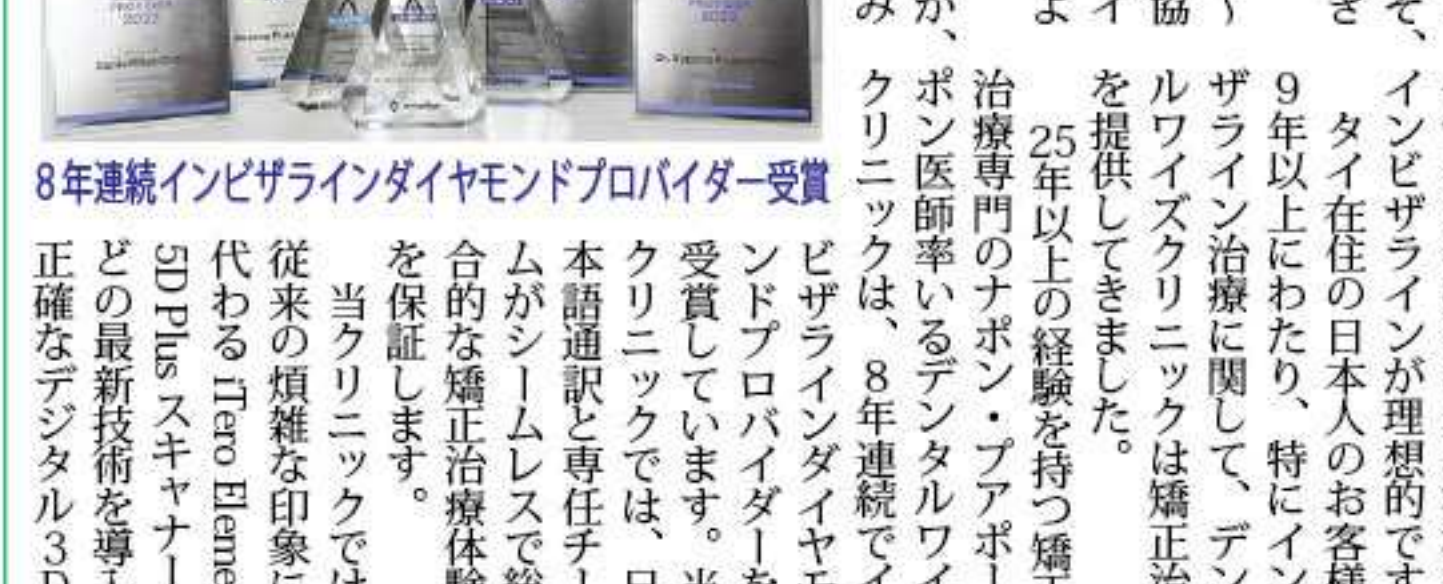 そ、
さ
〜
協
イ
よ
が、
み
2022
8年連続インビザラインダイヤモンドプロバイダー受賞
インビザラインが理想的です
タイ在住の日本人のお客様
9年以上にわたり、特にイン
ザライン治療に関して、デン
ルワイズクリニックは矯正治
を提供してきました。
25年以上の経験を持つ矯正
治療専門のナポン・プアポー
ポン医師率いるデンタルワイ
クリニックは、8年連続でイ
ビザラインダイヤモ
ンドプロバイダーを
受賞しています。当
クリニックでは、日
本語通訳と専任チー
ムがシームレスで総
合的な矯正治療体験
を保証します。
当クリニックでは
従来の煩雑な印象に
代わる iTero Eleme
5D Plus スキャナー
どの最新技術を導入
正確なデジタル3D